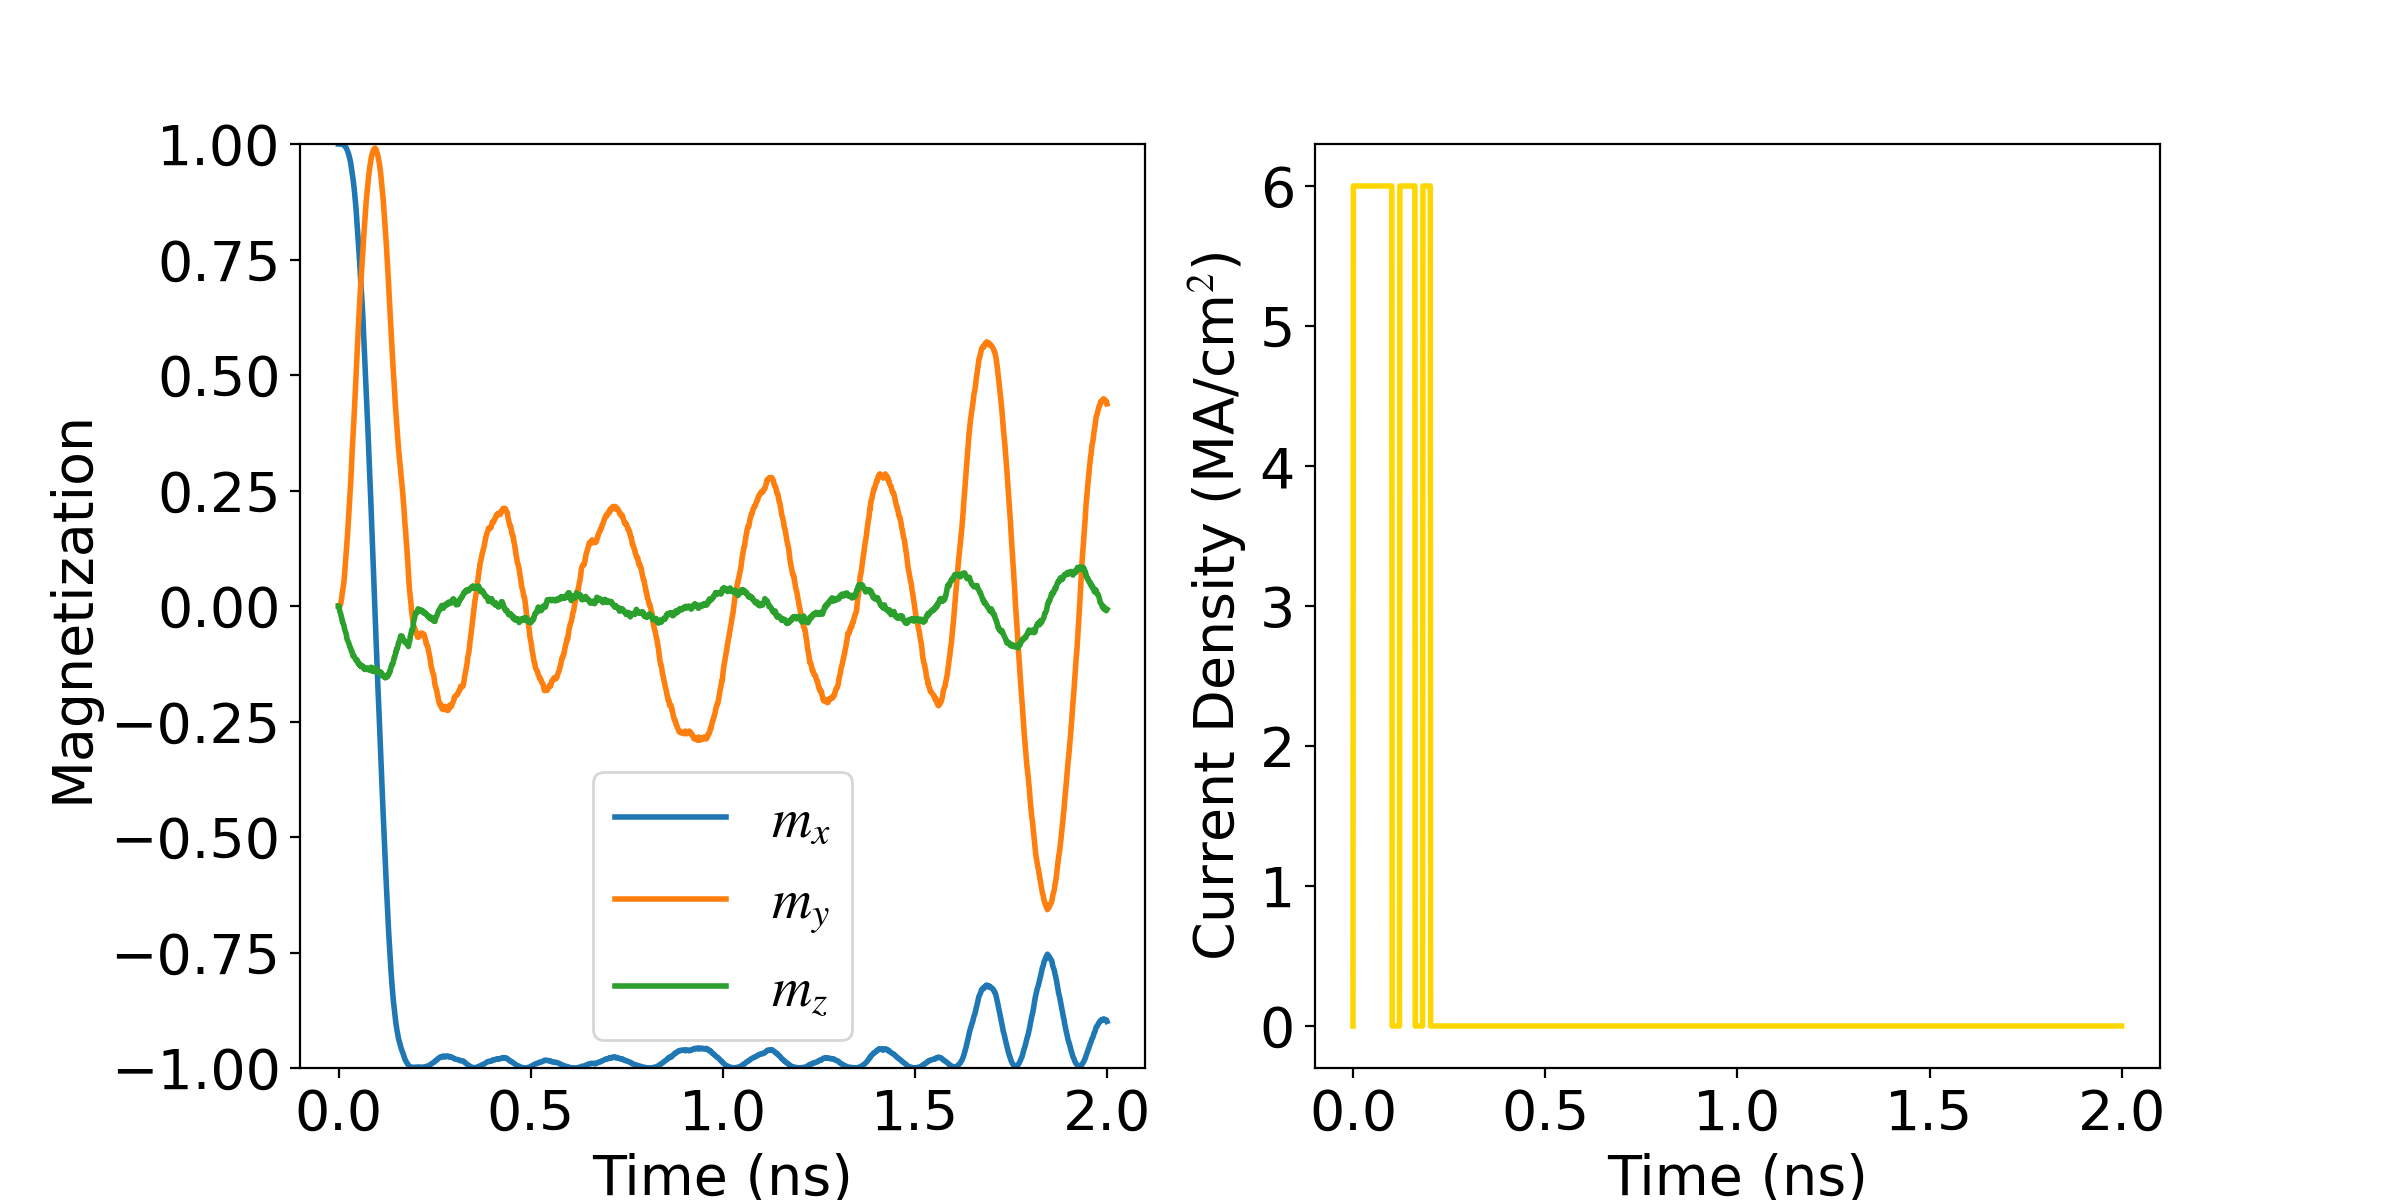 Magnetization
1.00
0.75
0.50
0.25
0.00
−0.25
−0.50
−0.75
−1.00
0.0 0.5 1.0 1.5 2.0
Time (ns)
m_x
m_y
m_z
Current Density (MA/cm²)
6
5
4
3
2
1
0
0.0 0.5 1.0 1.5 2.0
Time (ns)